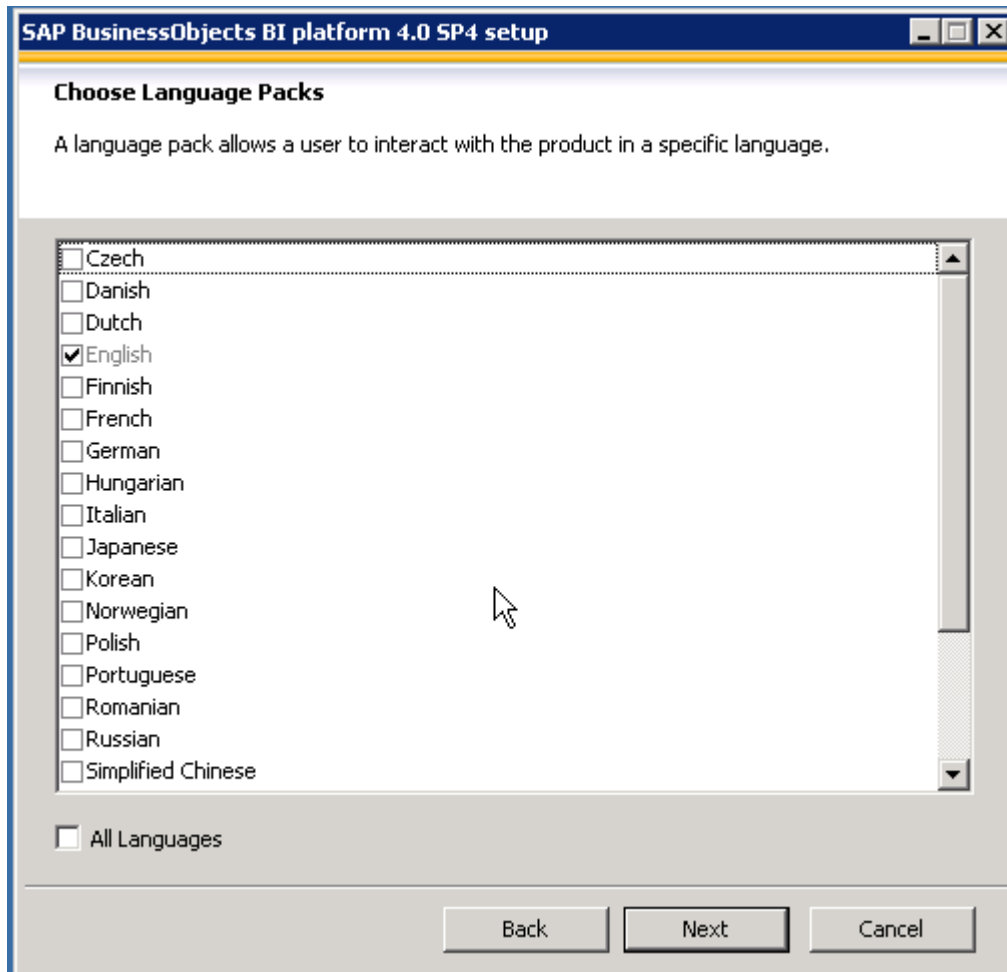 SAP BusinessObjects BI platform 4.0 SP4 setup
Choose Language Packs
A language pack allows a user to interact with the product in a specific language.
Czech
Danish
Dutch
English
Finnish
French
German
Hungarian
Italian
Japanese
Korean
Norwegian
Polish
Portuguese
Romanian
Russian
Simplified Chinese
All Languages
Back Next Cancel